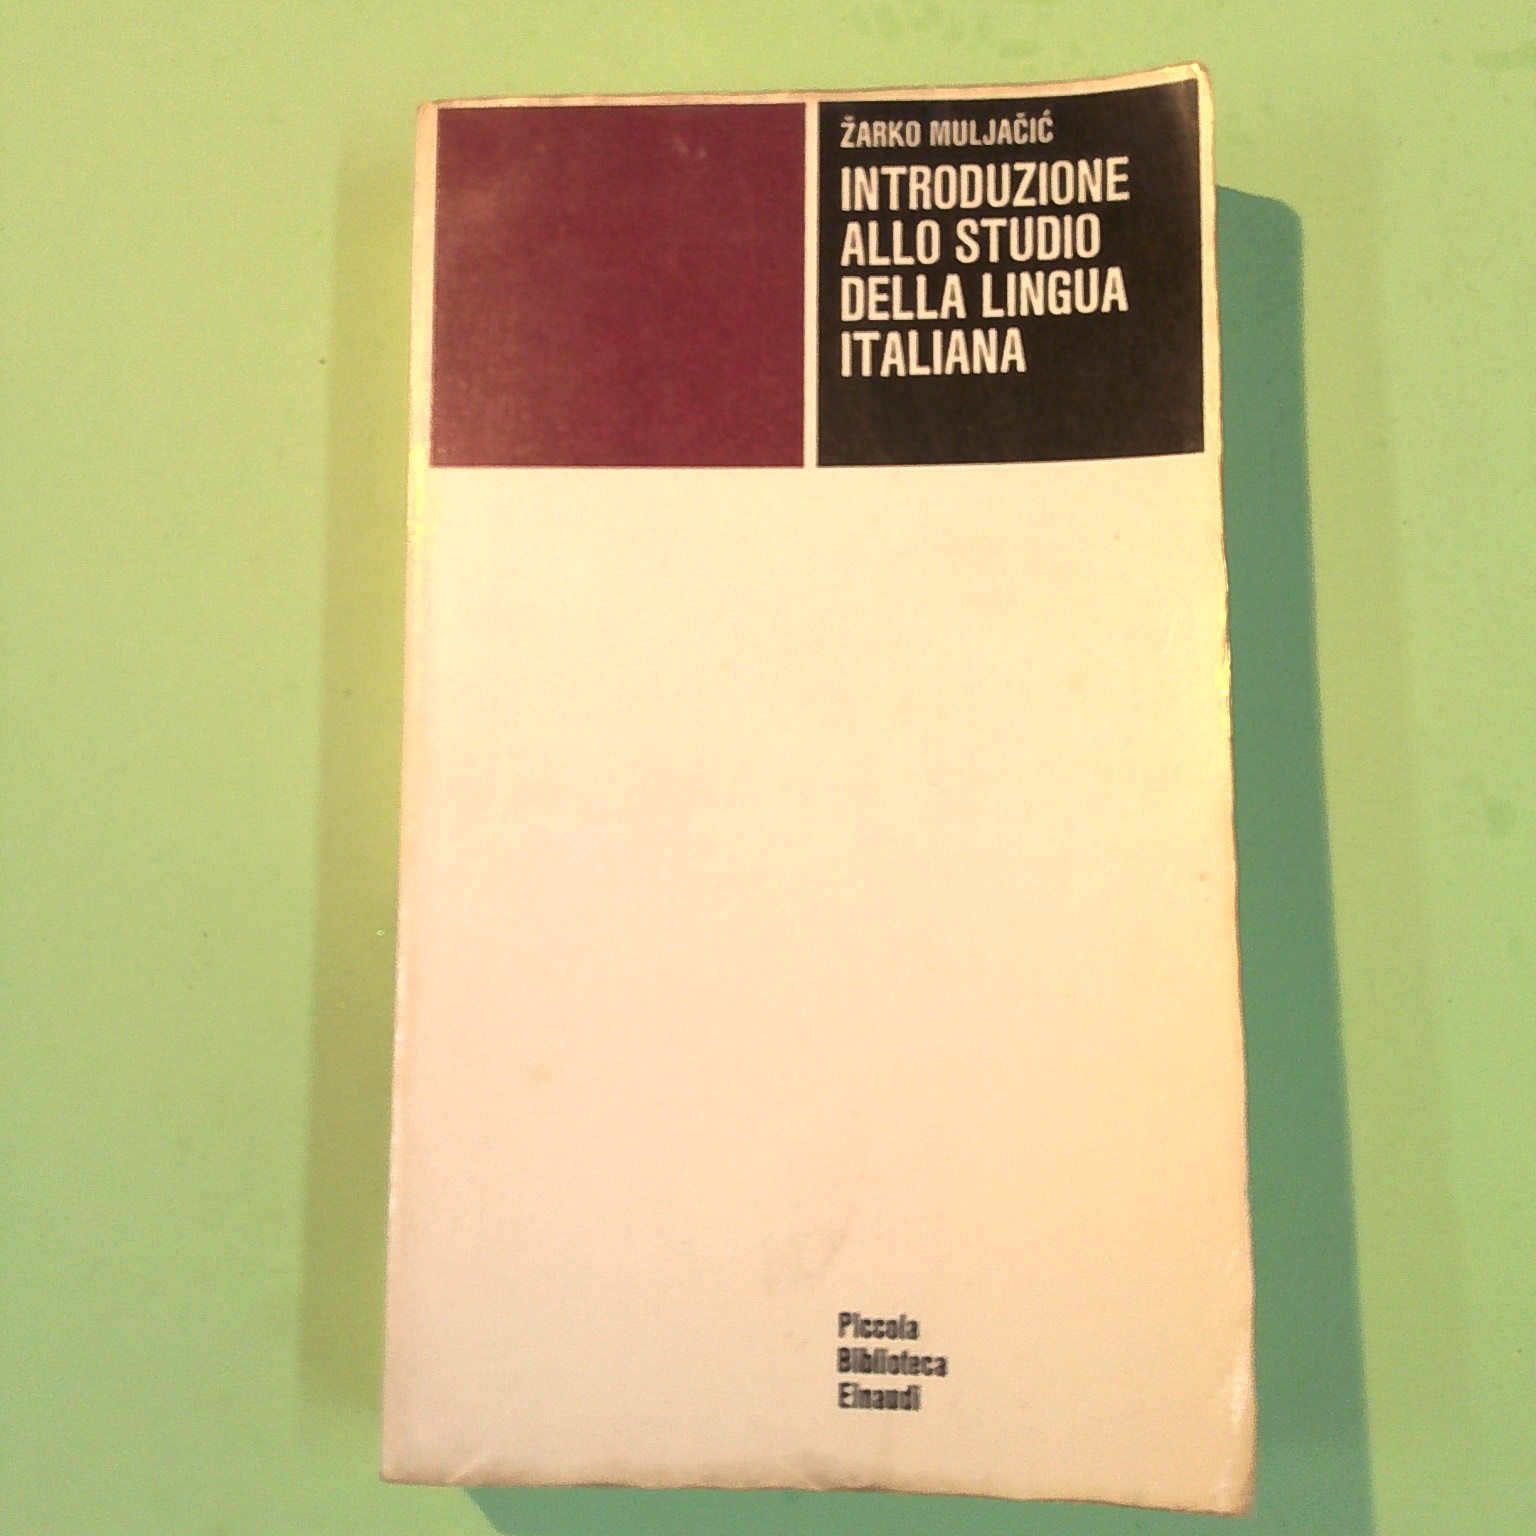 ŽARKO MULJAČIĆ
INTRODUZIONE
ALLO STUDIO
DELLA LINGUA
ITALIANA
Piccola
Biblioteca
Einaudi